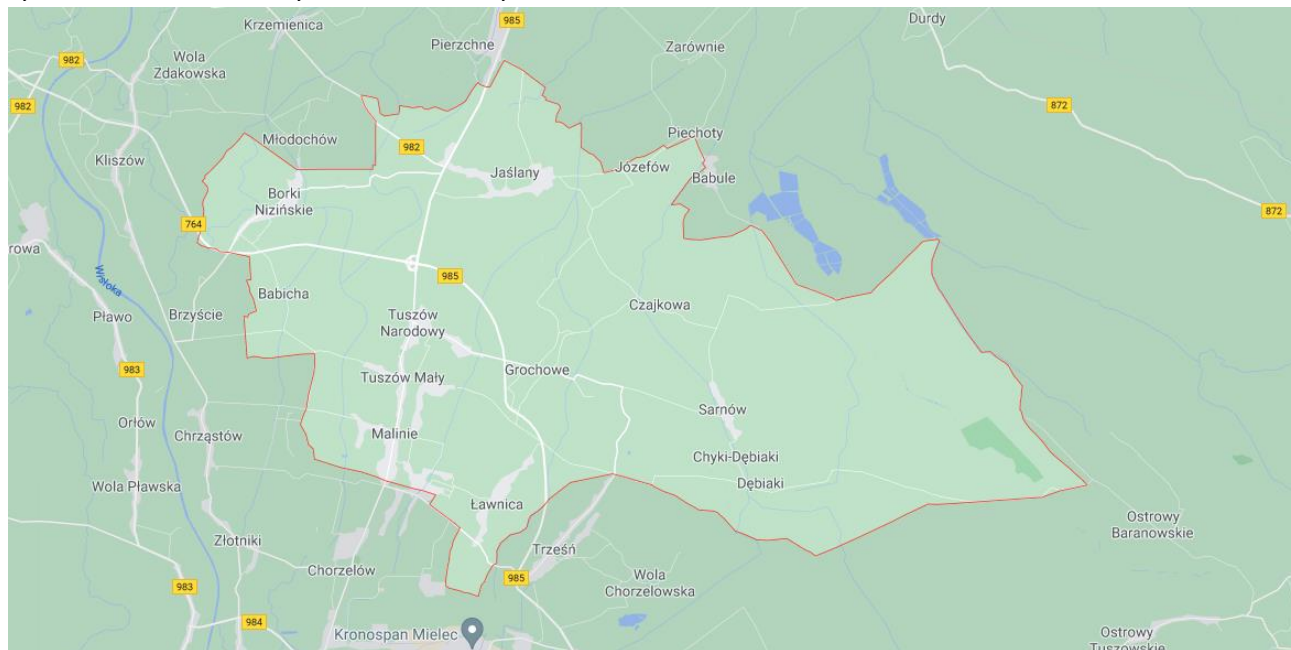 Durdy
985
Krzemienica
Pierzchne
Zarównie
982
Wola
Zdakowska
982
872
Piechoty
Młodochów
982
Kliszów
Józefów
Jaślany
Babule
Borki
Nizińskie
872
764
rowa
985
Wisłoka
Babicha
Czajkowa
Pławo
Brzyście
Tuszów
Narodowy
983
Grochowe
Tuszów Mały
Sarnów
Orłów
Chrząstów
Malinie
Chyki-Dębiaki
Dębiaki
Wola Pławska
Ławnica
Ostrowy
Baranowskie
Złotniki
Trześń
Chorzelów
985
Wola
Chorzelowska
983
984
Kronospan Mielec
Ostrowy
Tuszowskie